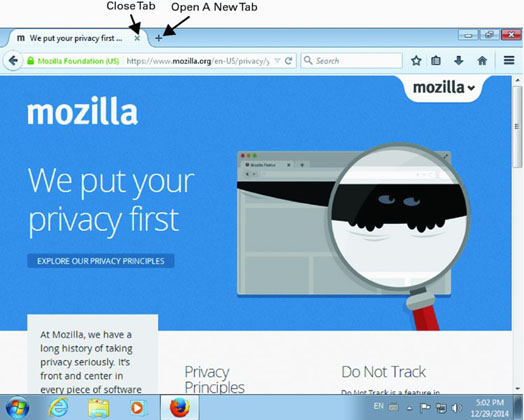 Close Tab
Open A New Tab
m We put your privacy first ...
Mozilla Foundation (US)
https://www.mozilla.org/en-US/privacy/
Search
mozilla
mozilla
We put your
privacy first
EXPLORE OUR PRIVACY PRINCIPLES
At Mozilla, we have a
long history of taking
privacy seriously. It's
front and center in
every piece of software
Privacy
Principles
Do Not Track
Do Not Track is a feature in
EN
5:02 PM
12/29/2014